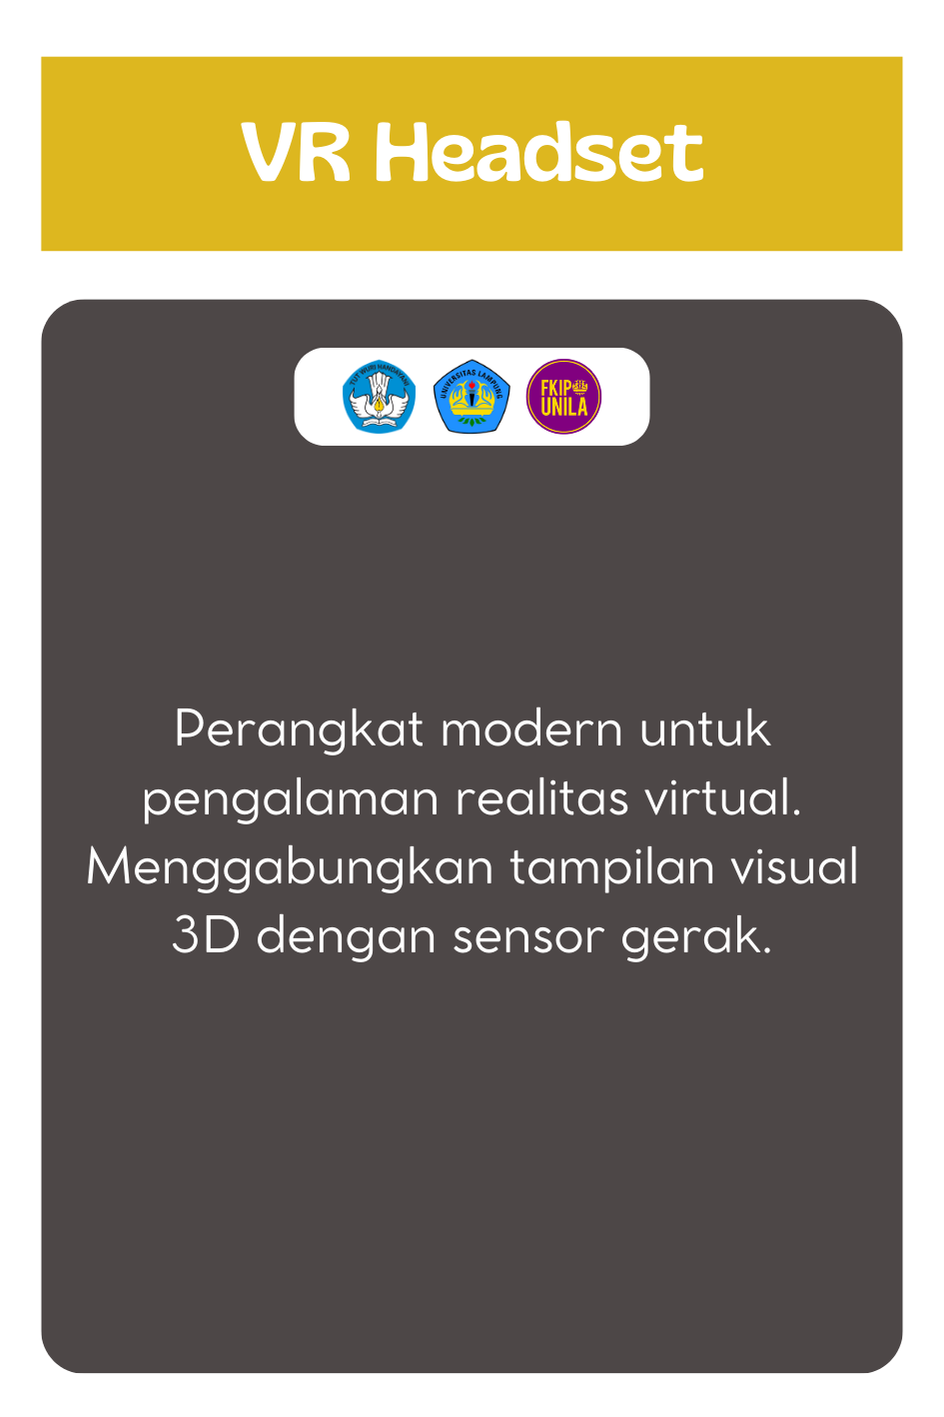 VR Headset
TUT WURI HANDAYANI
UNIVERSITAS LAMPUNG
FKIP
UNILA
Perangkat modern untuk
pengalaman realitas virtual.
Menggabungkan tampilan visual
3D dengan sensor gerak.